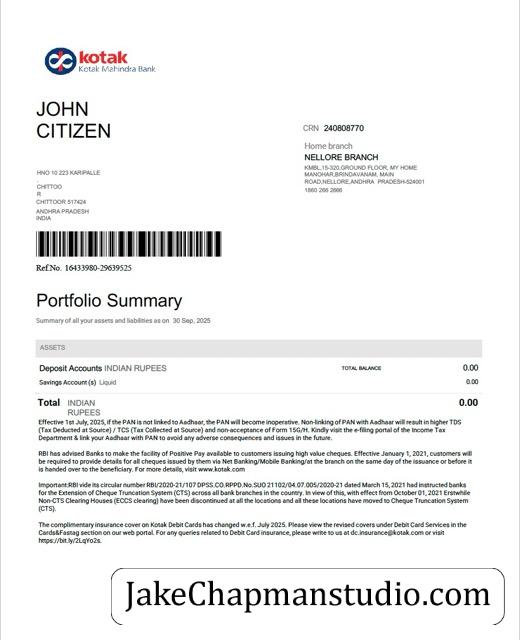 kotak
Kotak Mahindra Bank
JOHN
CITIZEN
CRN 240808770
Home branch
NELLORE BRANCH
KMBL,15-320,GROUND FLOOR, MY HOME
MANOHAR,BRINDAVANAM, MAIN
ROAD,NELLORE,ANDHRA PRADESH-524001
1860 266 2666
HNO 10 223 KARIPALLE
.
CHITTOO
R
CHITTOOR 517424
ANDHRA PRADESH
INDIA
Ref.No. 16433980-29639525
Portfolio Summary
Summary of all your assets and liabilities as on 30 Sep, 2025
ASSETS
Deposit Accounts INDIAN RUPEES TOTAL BALANCE 0.00
Savings Account (s) Liquid 0.00
Total INDIAN 0.00
RUPEES
Effective 1st July, 2025, if the PAN is not linked to Aadhaar, the PAN will become inoperative. Non-linking of PAN with Aadhaar will result in higher TDS
(Tax Deducted at Source) / TCS (Tax Collected at Source) and non-acceptance of Form 15G/H. Kindly visit the e-filing portal of the Income Tax
Department & link your Aadhaar with PAN to avoid any adverse consequences and issues in the future.
RBI has advised Banks to make the facility of Positive Pay available to customers issuing high value cheques. Effective January 1, 2021, customers will be
required to provide details for all cheques issued by them via Net Banking/Mobile Banking/at the branch on the same day of the issuance or before it
is handed over to the beneficiary. For more details, visit www.kotak.com
Important:RBI vide its circular number RBI/2020-21/107 DPSS.CO.RPPD.No.SUO 21102/04.07.005/2020-21 dated March 15, 2021 had instructed banks
for the Extension of Cheque Truncation System (CTS) across all bank branches in the country. In view of this, with effect from October 01, 2021 Erstwhile
Non-CTS Clearing Houses (ECCS clearing) have been discontinued at all the locations and all these locations have moved to Cheque Truncation System
(CTS).
The complimentary insurance cover on Kotak Debit Cards has changed w.e.f. July 2025. Please view the revised covers under Debit Card Services in the
Cards&Fastag section on our web portal. For any queries related to Debit Card insurance, please write to us at dc.insurance@kotak.com or visit
https://bit.ly/2LqYo2s.
JakeChapmanstudio.com